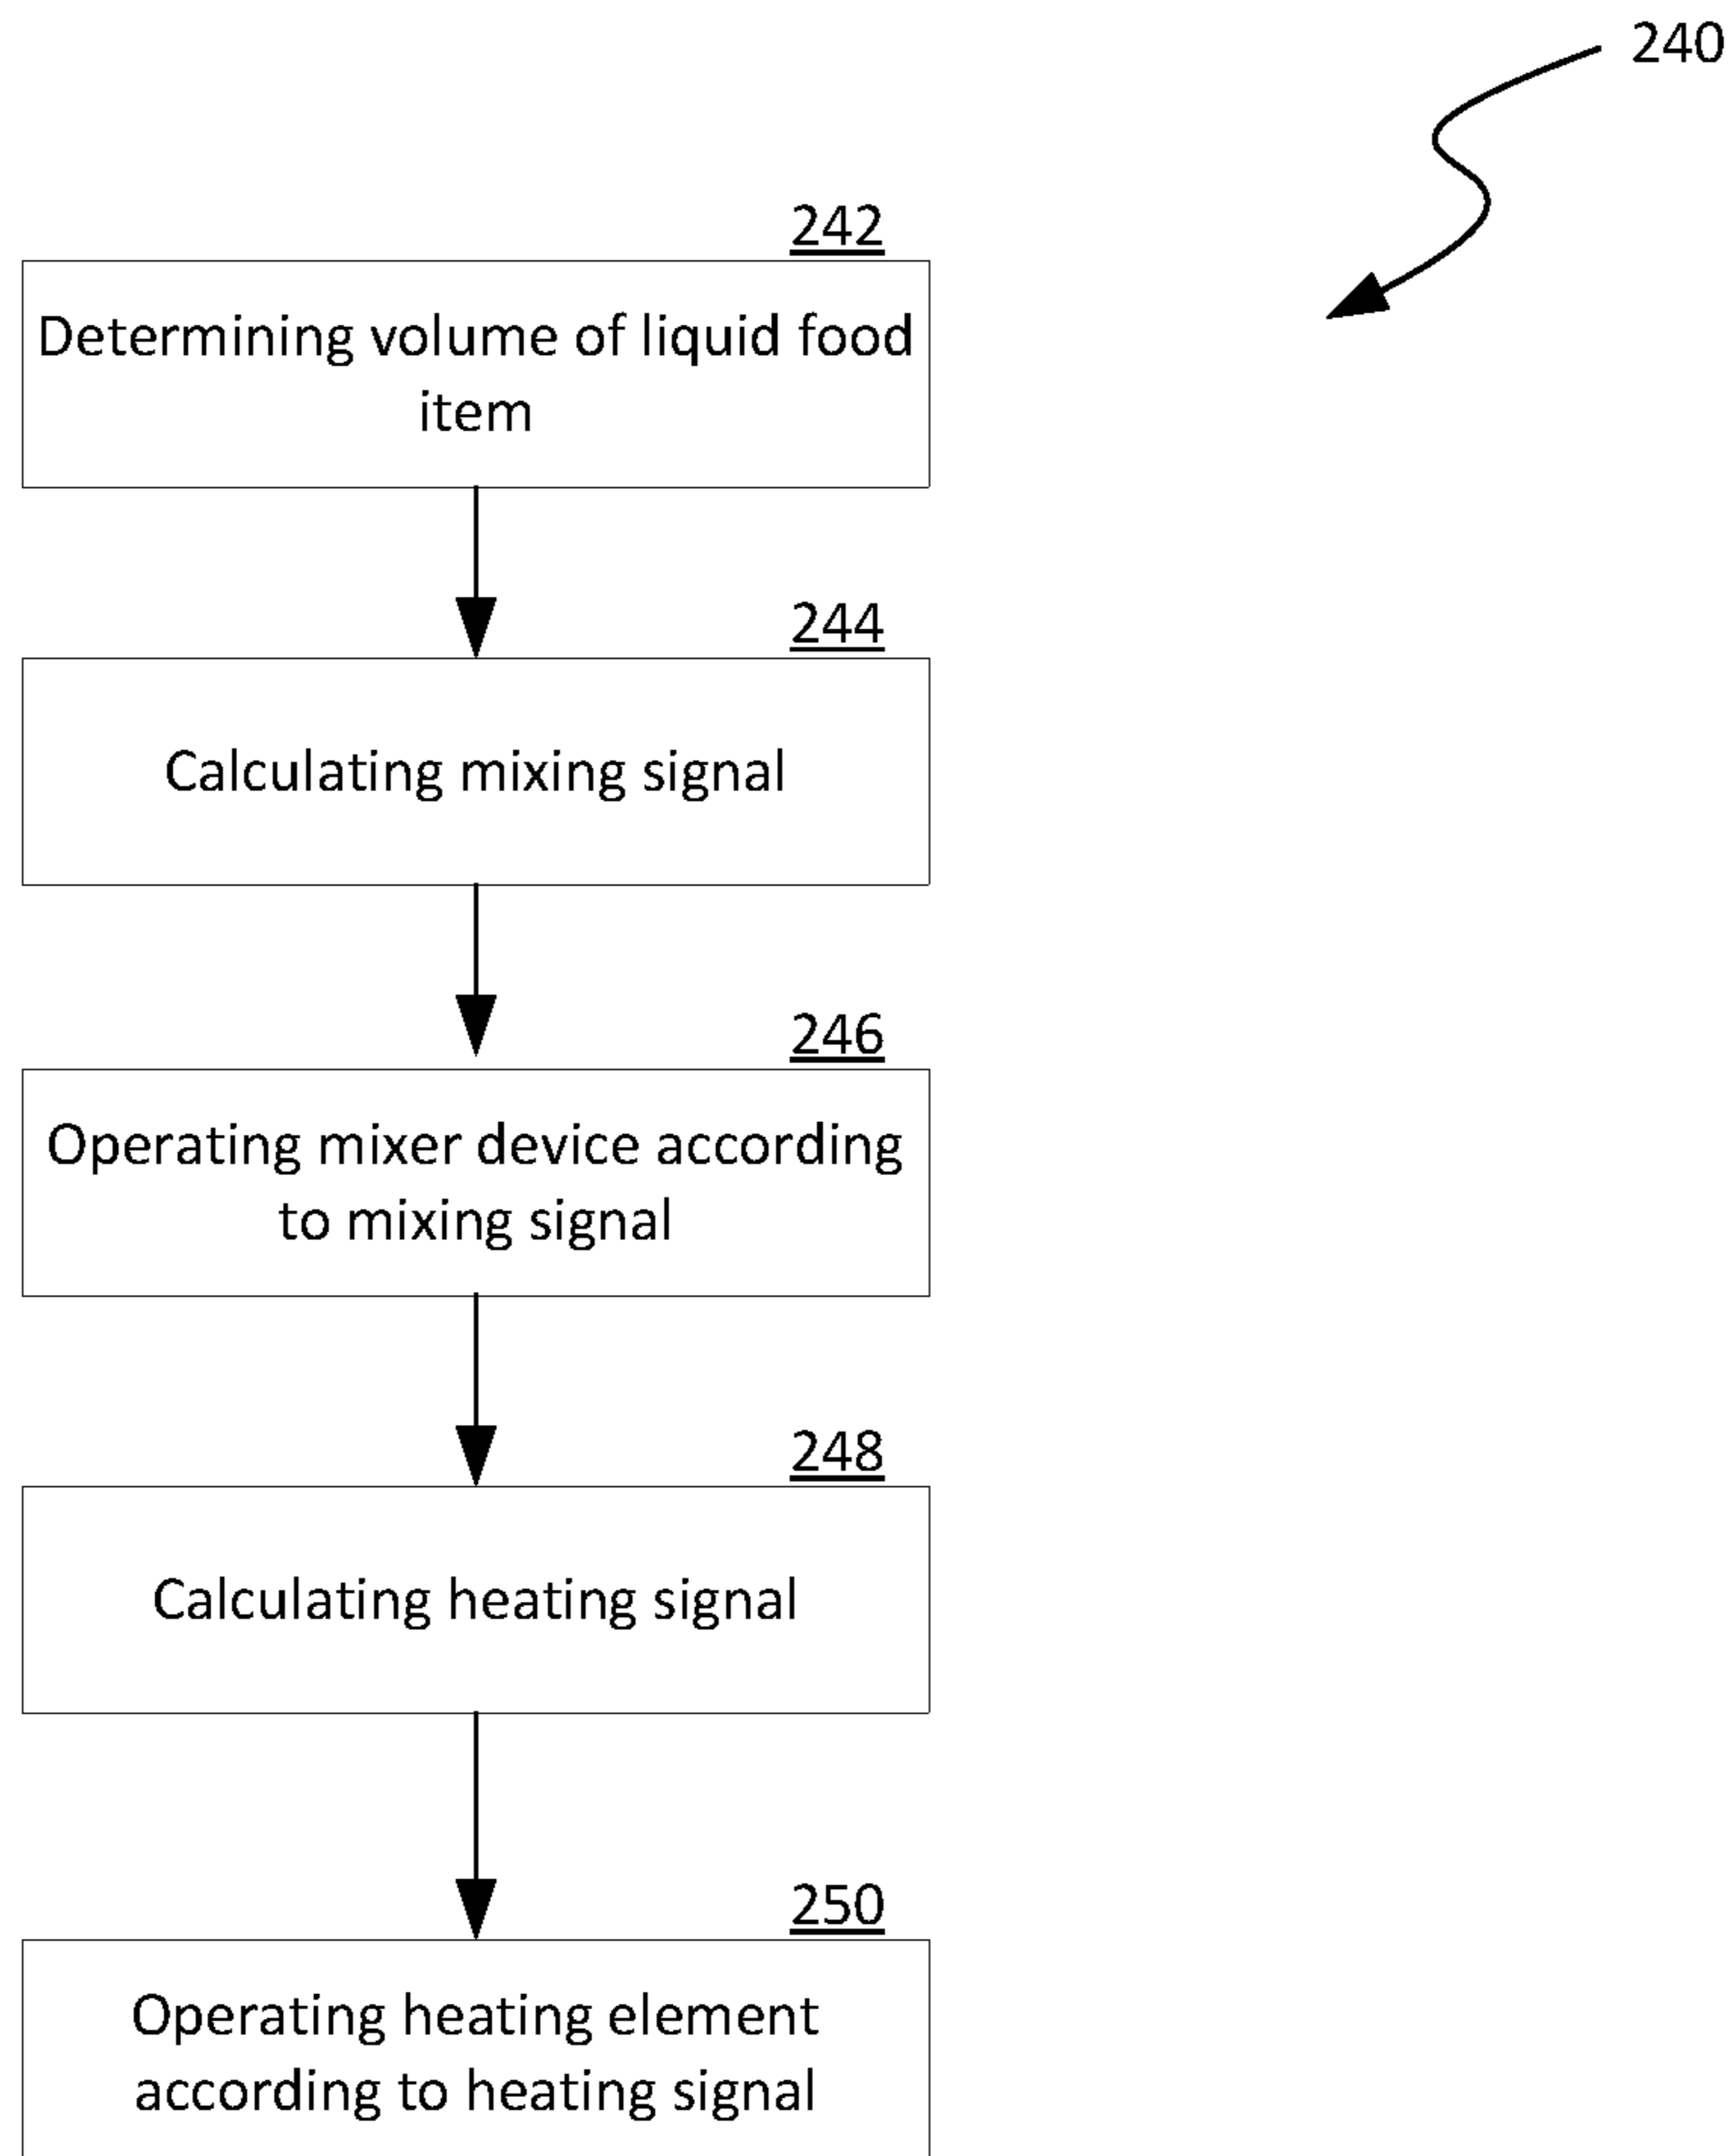 240
242
Determining volume of liquid food
item
244
Calculating mixing signal
246
Operating mixer device according
to mixing signal
248
Calculating heating signal
250
Operating heating element
according to heating signal